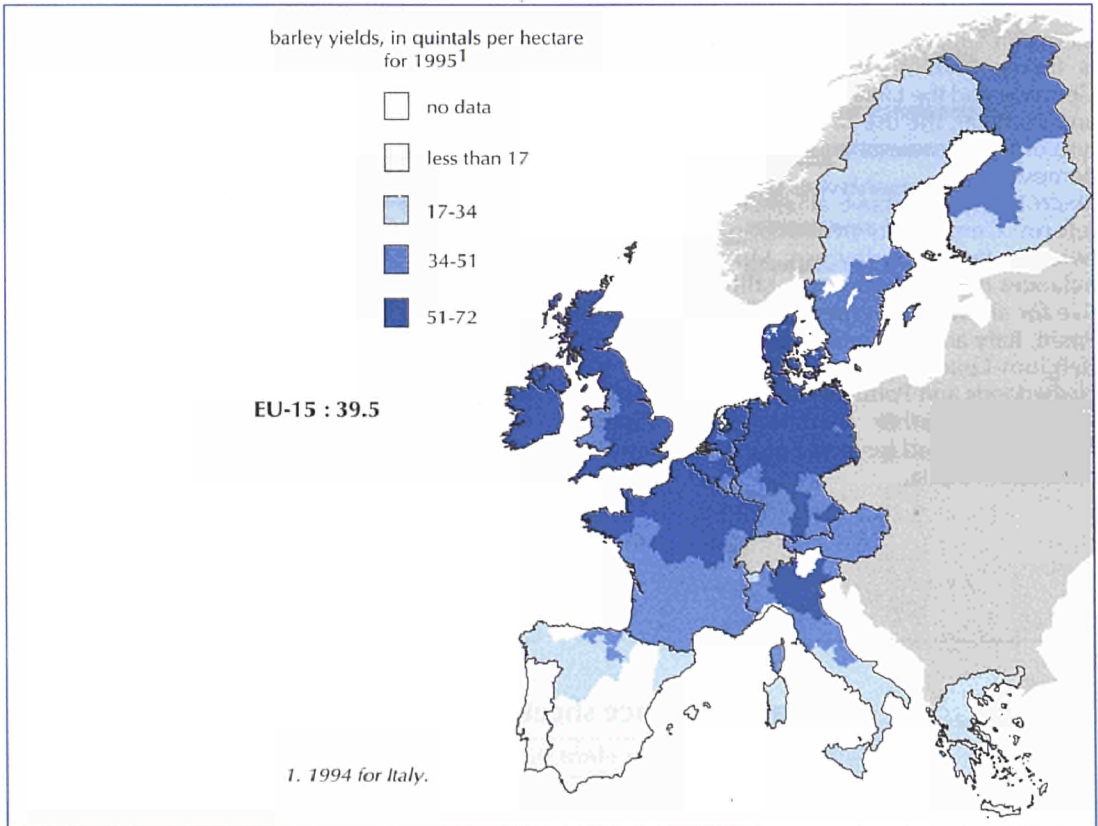 barley yields, in quintals per hectare
for 1995¹
no data
less than 17
17-34
34-51
51-72
EU-15 : 39.5
1. 1994 for Italy.